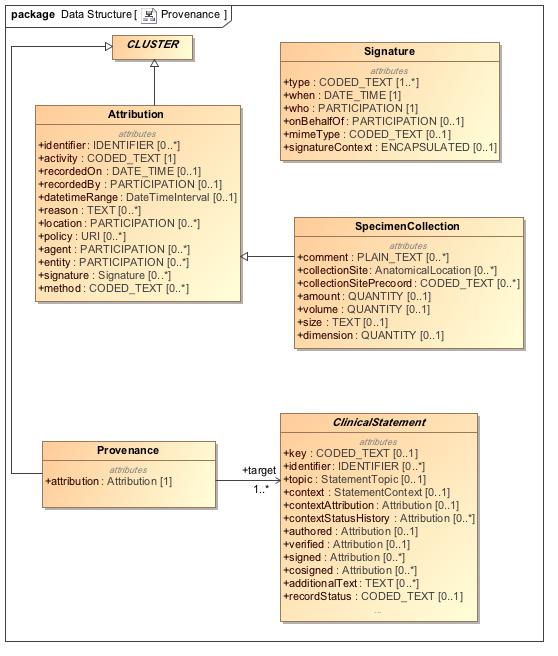 package Data Structure[ Provenance ]
CLUSTER
Signature
attributes
+type : CODED_TEXT [1..*]
+when : DATE_TIME [1]
+who : PARTICIPATION [1]
+onBehalfOf : PARTICIPATION [0..1]
+mimeType : CODED_TEXT [0..1]
+signatureContext : ENCAPSULATED [0..1]
Attribution
attributes
+identifier : IDENTIFIER [0..*]
+activity : CODED_TEXT [1]
+recordedOn : DATE_TIME [0..1]
+recordedBy : PARTICIPATION [0..1]
+datetimeRange : DateTimeInterval [0..1]
+reason : TEXT [0..*]
+location : PARTICIPATION [0..*]
+policy : URI [0..*]
+agent : PARTICIPATION [0..*]
+entity : PARTICIPATION [0..*]
+signature : Signature [0..*]
+method : CODED_TEXT [0..*]
SpecimenCollection
attributes
+comment : PLAIN_TEXT [0..*]
+collectionSite : AnatomicalLocation [0..*]
+collectionSitePrecoord : CODED_TEXT [0..*]
+amount : QUANTITY [0..1]
+volume : QUANTITY [0..1]
+size : TEXT [0..1]
+dimension : QUANTITY [0..1]
Provenance
attributes
+attribution : Attribution [1]
+target
1..*
ClinicalStatement
attributes
+key : CODED_TEXT [0..1]
+identifier : IDENTIFIER [0..*]
+topic : StatementTopic [0..1]
+context : StatementContext [0..1]
+contextAttribution : Attribution [0..1]
+contextStatusHistory : Attribution [0..*]
+authored : Attribution [0..1]
+verified : Attribution [0..1]
+signed : Attribution [0..*]
+cosigned : Attribution [0..*]
+additionalText : TEXT [0..*]
+recordStatus : CODED_TEXT [0..1]
...